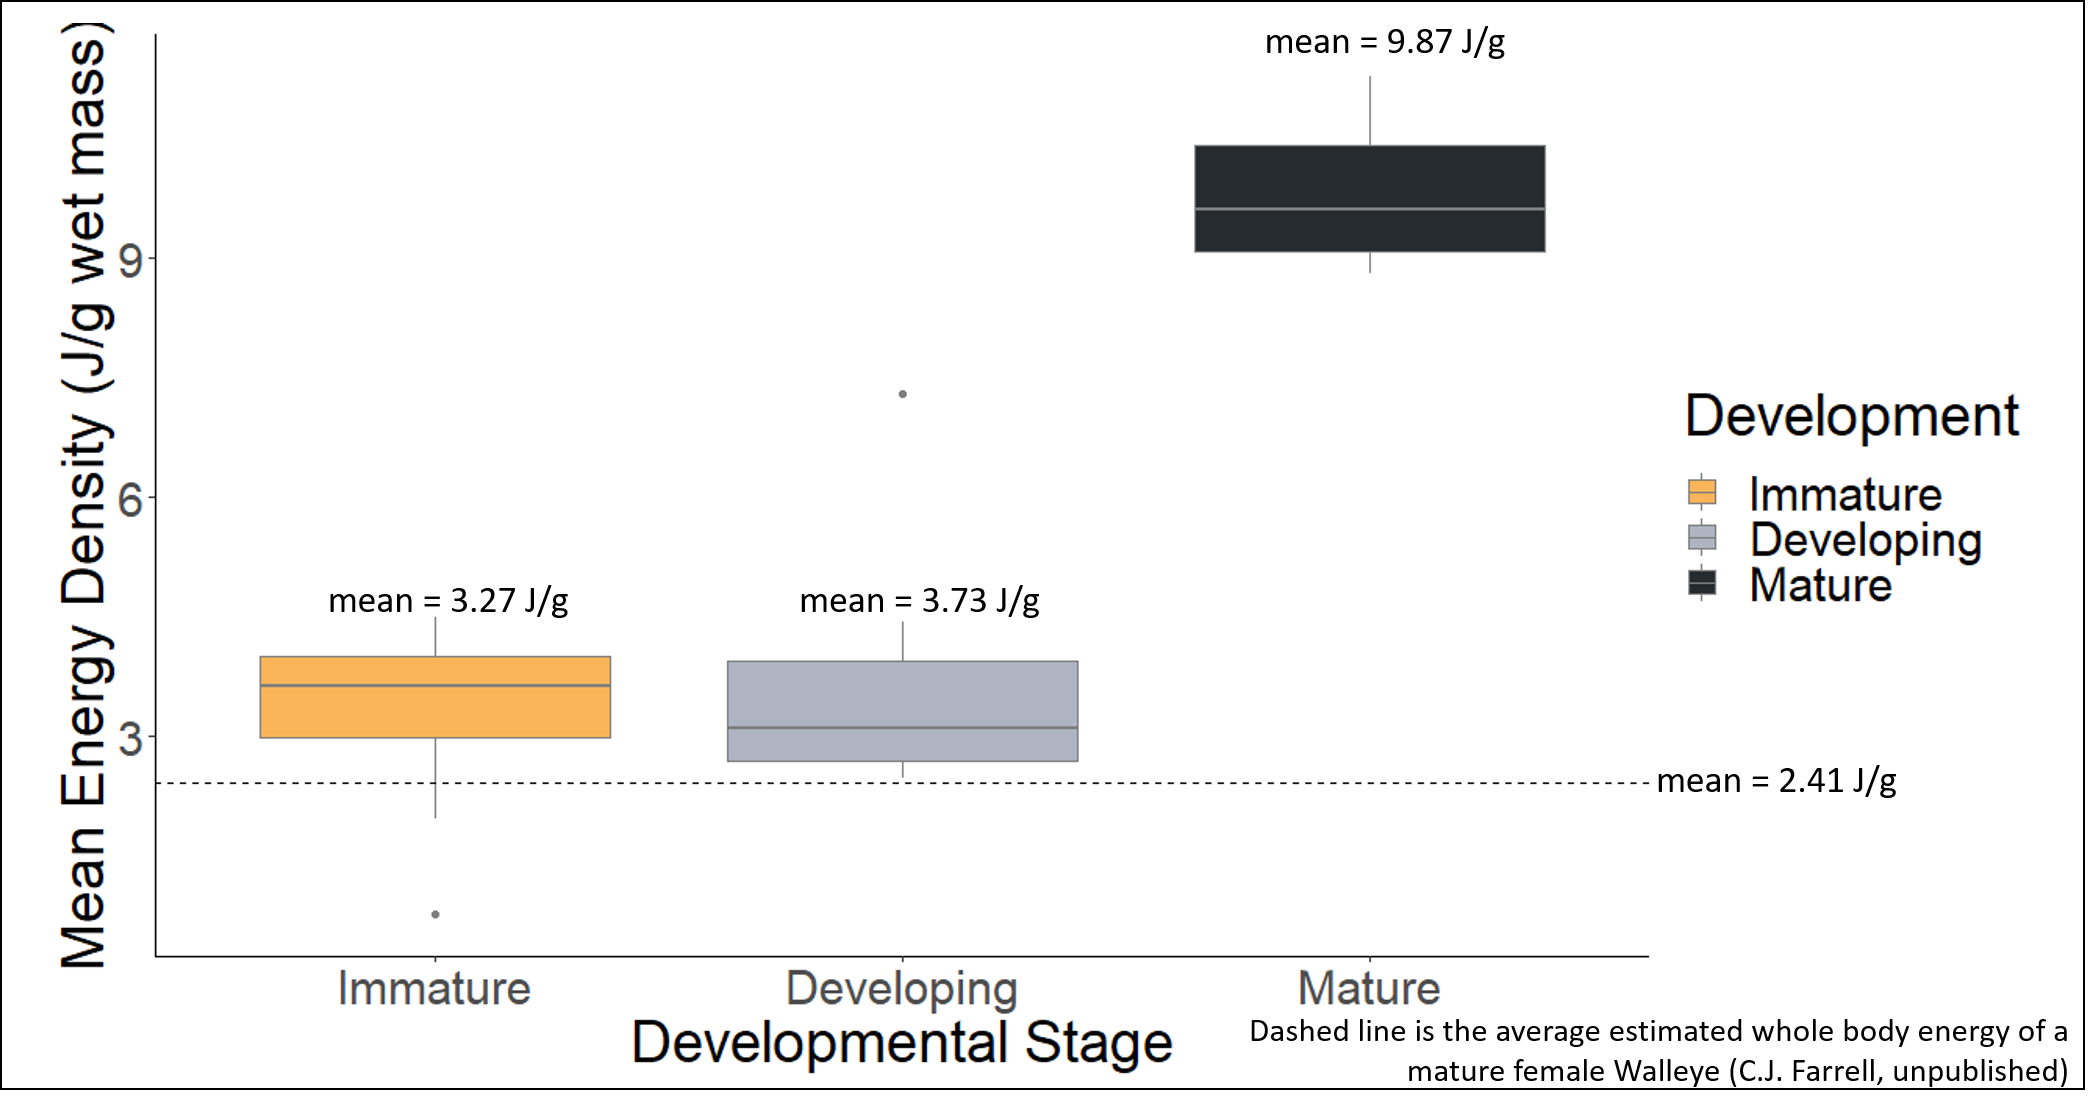 mean = 9.87 J/g
Mean Energy Density (J/g wet mass)
9
6
3
mean = 3.27 J/g
mean = 3.73 J/g
mean = 2.41 J/g
Development
Immature
Developing
Mature
Immature
Developing
Mature
Developmental Stage
Dashed line is the average estimated whole body energy of a
mature female Walleye (C.J. Farrell, unpublished)